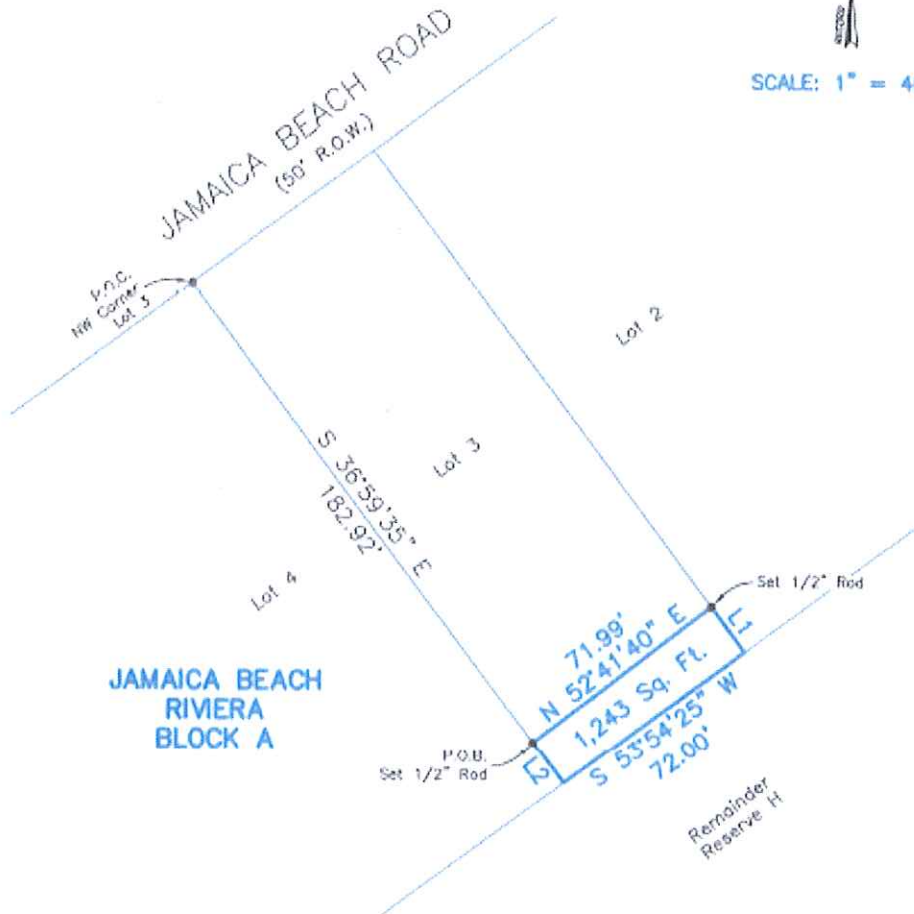 SCALE: 1" = 4
JAMAICA BEACH ROAD
(50' R.O.W.)
P.O.C.
NW Corner
Lot 3
Lot 2
Lot 3
S 36°59'35" E
182.92'
Lot 4
Set 1/2" Rod
L1
71.99'
N 52°41'40" E
1,243 Sq. Ft.
S 53°54'25" W
72.00'
JAMAICA BEACH
RIVIERA
BLOCK A
P.O.B.
Set 1/2" Rod
L2
Remainder
Reserve H